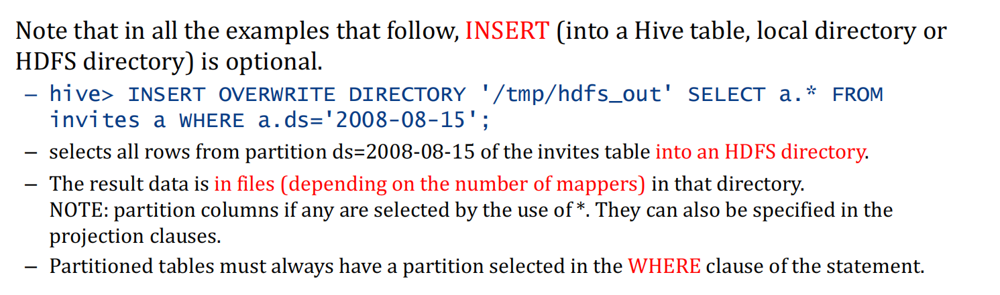 Note that in all the examples that follow, INSERT (into a Hive table, local directory or
HDFS directory) is optional.
– hive> INSERT OVERWRITE DIRECTORY '/tmp/hdfs_out' SELECT a.* FROM
invites a WHERE a.ds='2008-08-15';
– selects all rows from partition ds=2008-08-15 of the invites table into an HDFS directory.
– The result data is in files (depending on the number of mappers) in that directory.
NOTE: partition columns if any are selected by the use of *. They can also be specified in the
projection clauses.
– Partitioned tables must always have a partition selected in the WHERE clause of the statement.